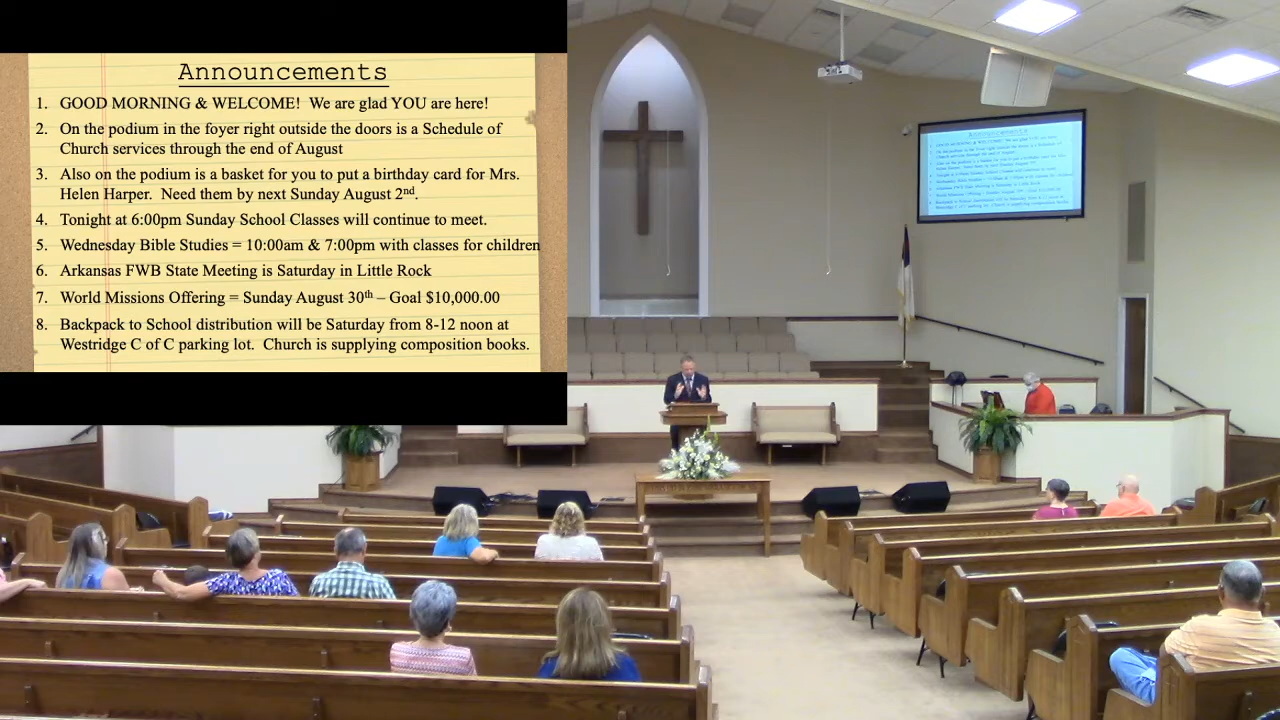 Announcements
1. GOOD MORNING & WELCOME! We are glad YOU are here!
2. On the podium in the foyer right outside the doors is a Schedule of
Church services through the end of August
3. Also on the podium is a basket for you to put a birthday card for Mrs.
Helen Harper. Need them by next Sunday August 2nd.
4. Tonight at 6:00pm Sunday School Classes will continue to meet.
5. Wednesday Bible Studies = 10:00am & 7:00pm with classes for children
6. Arkansas FWB State Meeting is Saturday in Little Rock
7. World Missions Offering = Sunday August 30th – Goal $10,000.00
8. Backpack to School distribution will be Saturday from 8-12 noon at
Westridge C of C parking lot. Church is supplying composition books.
Announcements